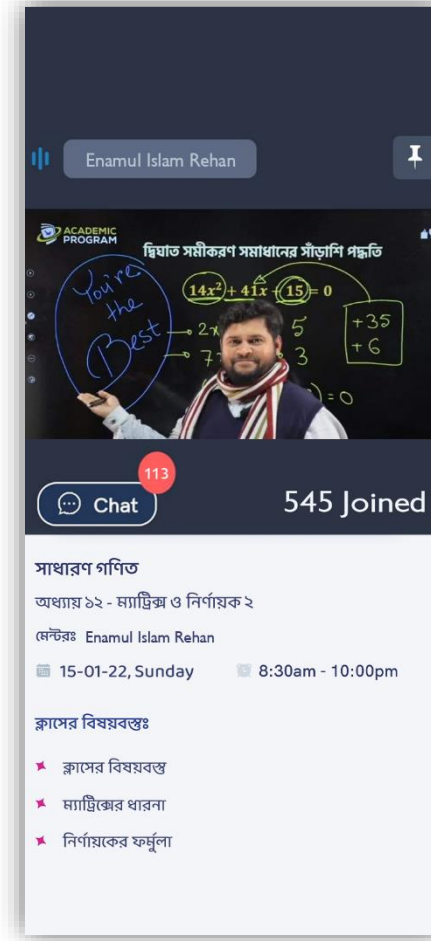 Enamul Islam Rehan
ACADEMIC
PROGRAM
দ্বিঘাত সমীকরণ সমাধানের সাঁড়াশি পদ্ধতি
You're
the
Best
14x² + 41x + 15 = 0
2x 5
7 3
) = 0
+35
+6
113
Chat
545 Joined
সাধারণ গণিত
অধ্যায় ১২ - ম্যাট্রিক্স ও নির্ণায়ক ২
মেন্টরঃ Enamul Islam Rehan
15-01-22, Sunday 8:30am - 10:00pm
ক্লাসের বিষয়বস্তুঃ
ক্লাসের বিষয়বস্তু
ম্যাট্রিক্সের ধারনা
নির্ণায়কের ফর্মুলা